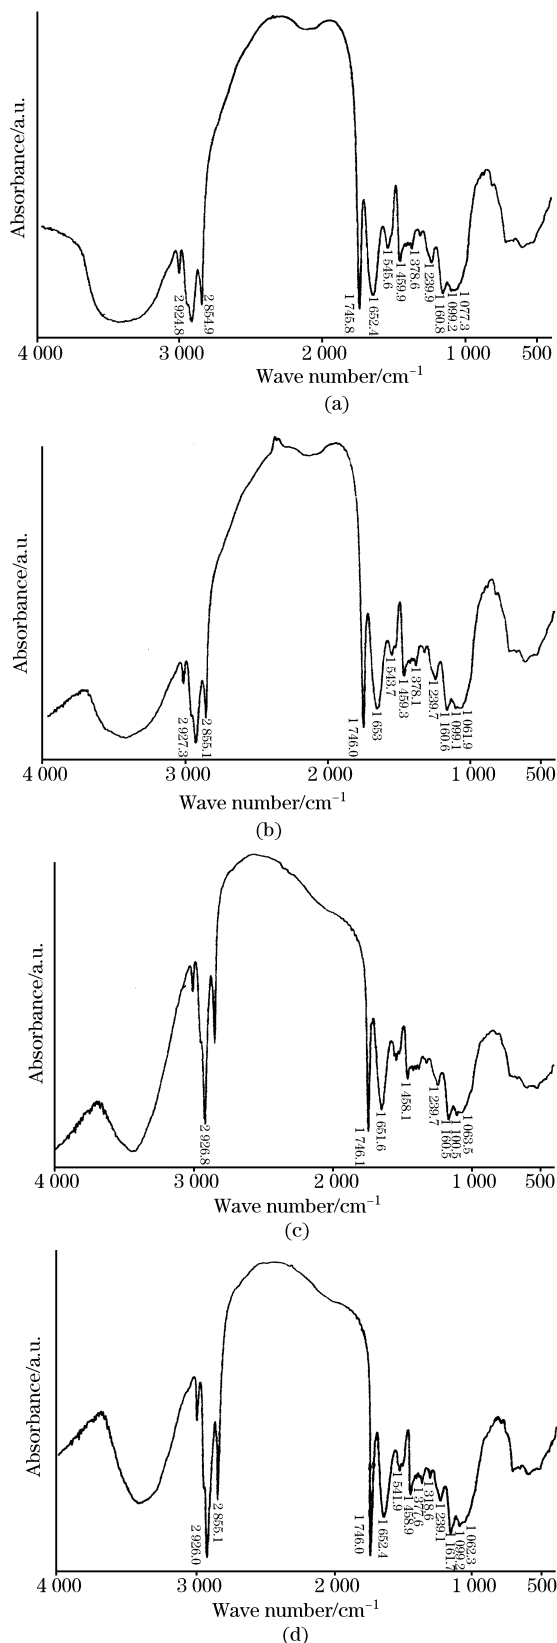 Absorbance/a.u.
2 924.8
2 854.9
1 745.8
1 652.4
1 545.6
1 459.9
1 378.6
1 239.9
1 160.8
1 099.2
1 077.3
4 000 3 000 2 000 1 000 500
Wave number/cm⁻¹
(a)
Absorbance/a.u.
2 927.3
2 855.1
1 746.0
1 653
1 543.7
1 459.3
1 378.1
1 239.7
1 160.6
1 099.1
1 061.9
4 000 3 000 2 000 1 000 500
Wave number/cm⁻¹
(b)
Absorbance/a.u.
2 926.8
1 746.1
1 651.6
1 458.1
1 239.7
1 160.5
1 100.5
1 063.5
4 000 3 000 2 000 1 000 500
Wave number/cm⁻¹
(c)
Absorbance/a.u.
2 926.0
2 855.1
1 746.0
1 652.4
1 541.9
1 458.9
1 377.6
1 318.6
1 239.1
1 161.7
1 099.2
1 062.3
4 000 3 000 2 000 1 000 500
Wave number/cm⁻¹
(d)